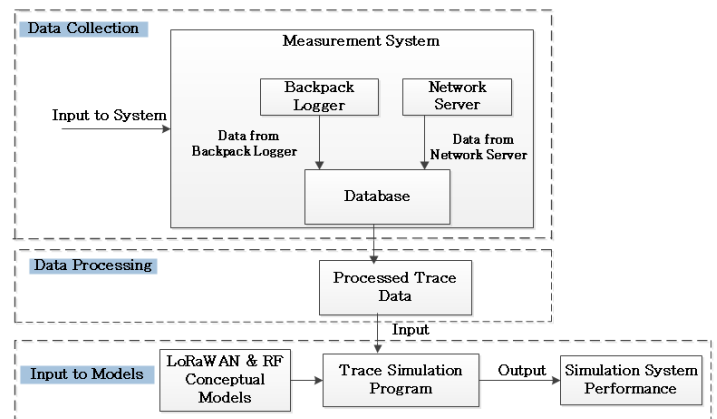 Data Collection
Measurement System
Backpack
Logger
Network
Server
Input to System
Data from
Backpack Logger
Data from
Network Server
Database
Data Processing
Processed Trace
Data
Input
Input to Models
LoRaWAN & RF
Conceptual
Models
Trace Simulation
Program
Output
Simulation System
Performance